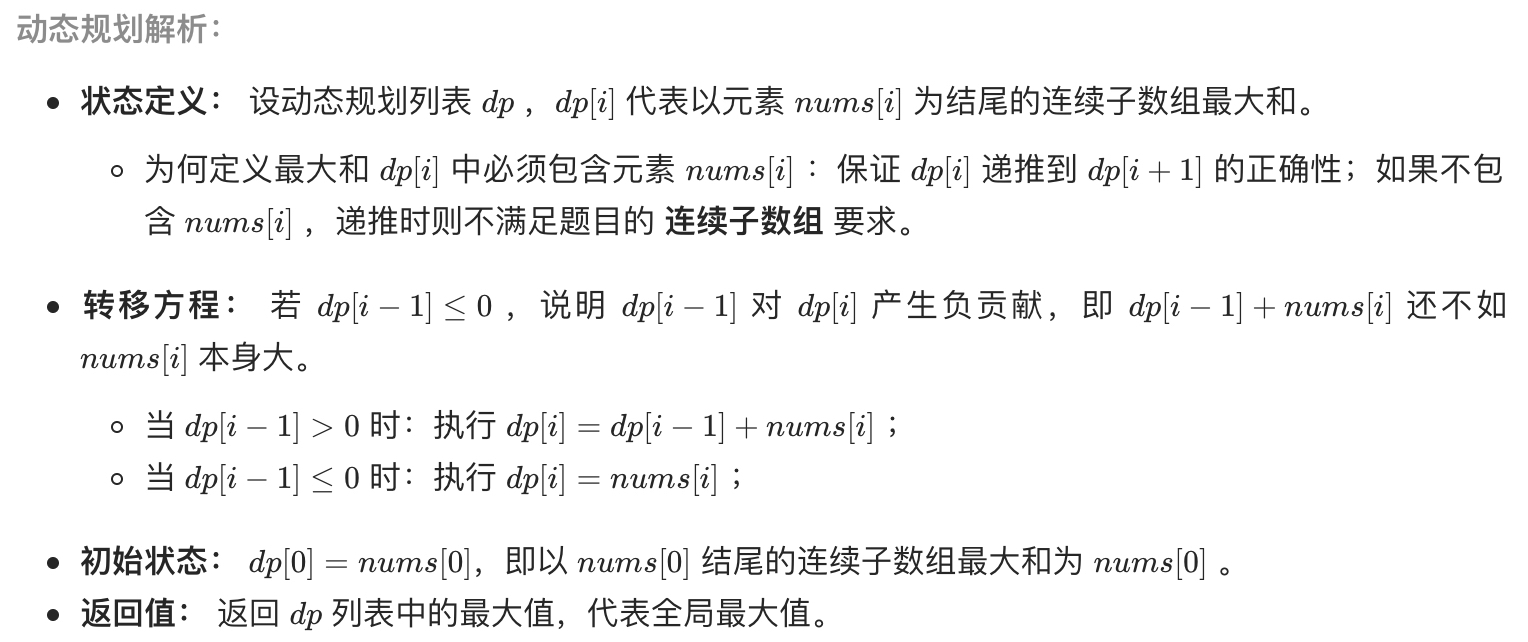 动态规划解析：
• 状态定义： 设动态规划列表 dp ，dp[i] 代表以元素 nums[i] 为结尾的连续子数组最大和。
◦ 为何定义最大和 dp[i] 中必须包含元素 nums[i] ：保证 dp[i] 递推到 dp[i + 1] 的正确性；如果不包
含 nums[i] ，递推时则不满足题目的 连续子数组 要求。
• 转移方程： 若 dp[i − 1] ≤ 0 ，说明 dp[i − 1] 对 dp[i] 产生负贡献，即 dp[i − 1] + nums[i] 还不如
nums[i] 本身大。
◦ 当 dp[i − 1] > 0 时：执行 dp[i] = dp[i − 1] + nums[i] ；
◦ 当 dp[i − 1] ≤ 0 时：执行 dp[i] = nums[i] ；
• 初始状态： dp[0] = nums[0]，即以 nums[0] 结尾的连续子数组最大和为 nums[0] 。
• 返回值： 返回 dp 列表中的最大值，代表全局最大值。